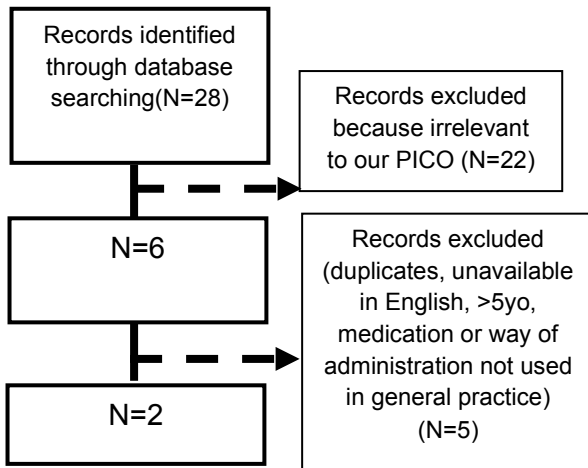 Records identified
through database
searching(N=28)
Records excluded
because irrelevant
to our PICO (N=22)
N=6
Records excluded
(duplicates, unavailable
in English, >5yo,
medication or way of
administration not used
in general practice)
(N=5)
N=2